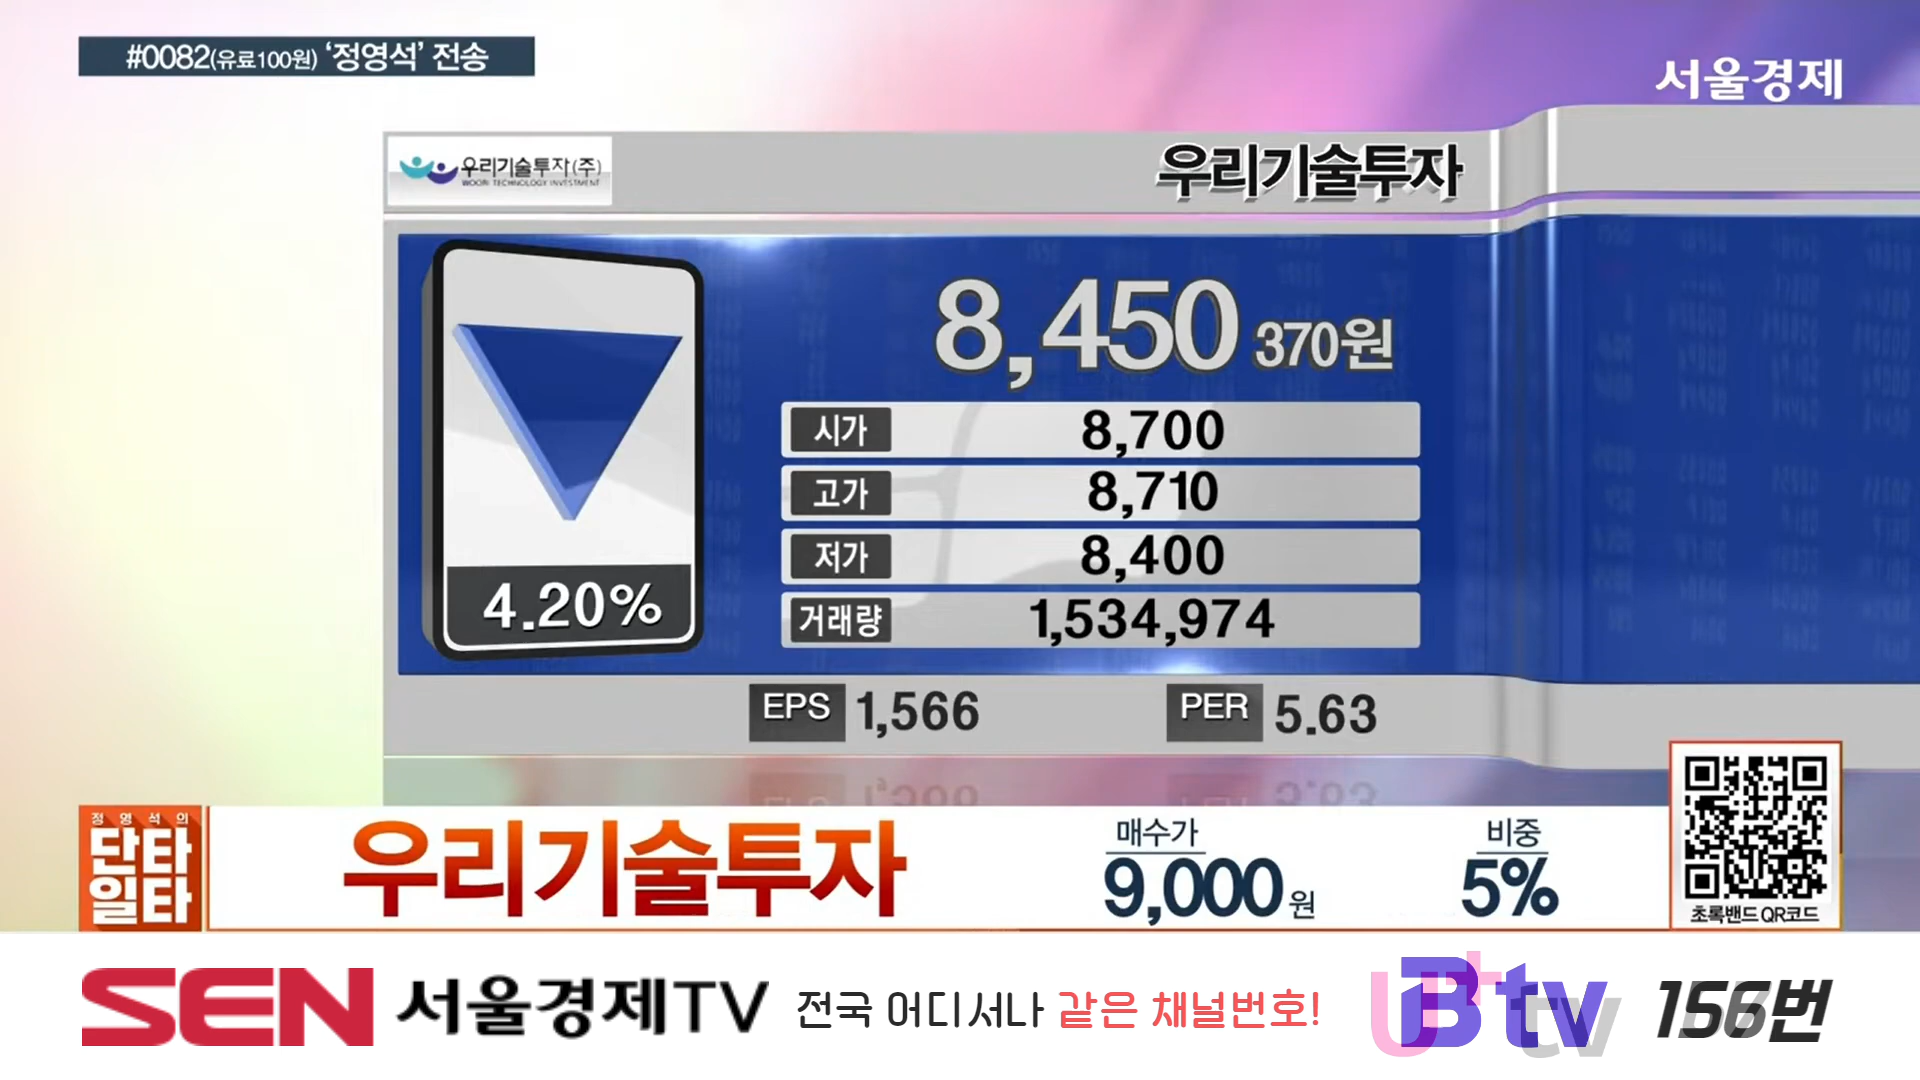 #0082(유료100원) '정영석' 전송
서울경제
우리기술투자(주)
WOORI TECHNOLOGY INVESTMENT
우리기술투자
8,450 370원
4.20%
시가 8,700
고가 8,710
저가 8,400
거래량 1,534,974
EPS 1,566 PER 5.63
정영석의
단타
일타
우리기술투자
매수가
9,000원
비중
5%
초록밴드 QR코드
SEN 서울경제TV 전국 어디서나 같은 채널번호! 156번